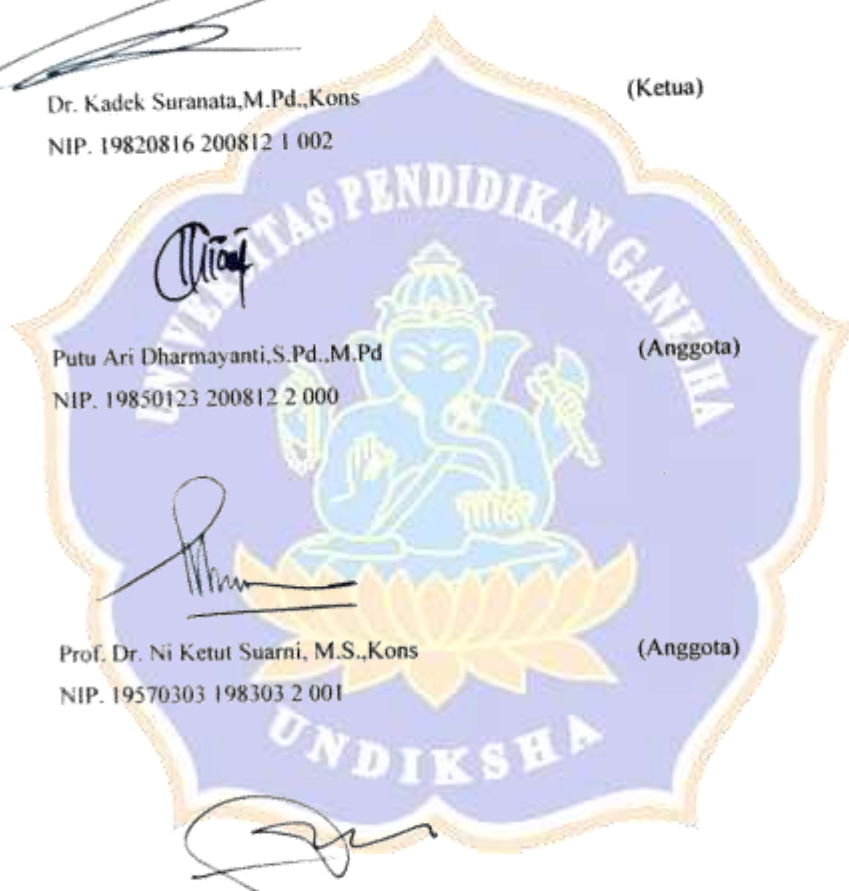 Dr. Kadek Suranata,M.Pd.,Kons (Ketua)
NIP. 19820816 200812 1 002
UNIVERSITAS PENDIDIKAN GANESHA
Putu Ari Dharmayanti,S.Pd.,M.Pd (Anggota)
NIP. 19850123 200812 2 000
Prof. Dr. Ni Ketut Suarni, M.S.,Kons (Anggota)
NIP. 19570303 198303 2 001
UNDIKSHA